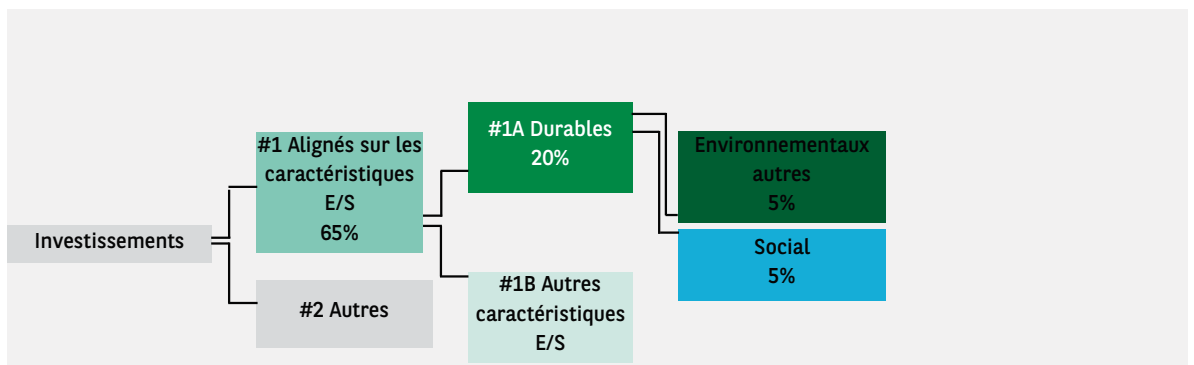 Investissements
#1 Alignés sur les
caractéristiques
E/S
65%
#2 Autres
#1A Durables
20%
#1B Autres
caractéristiques
E/S
Environnementaux
autres
5%
Social
5%